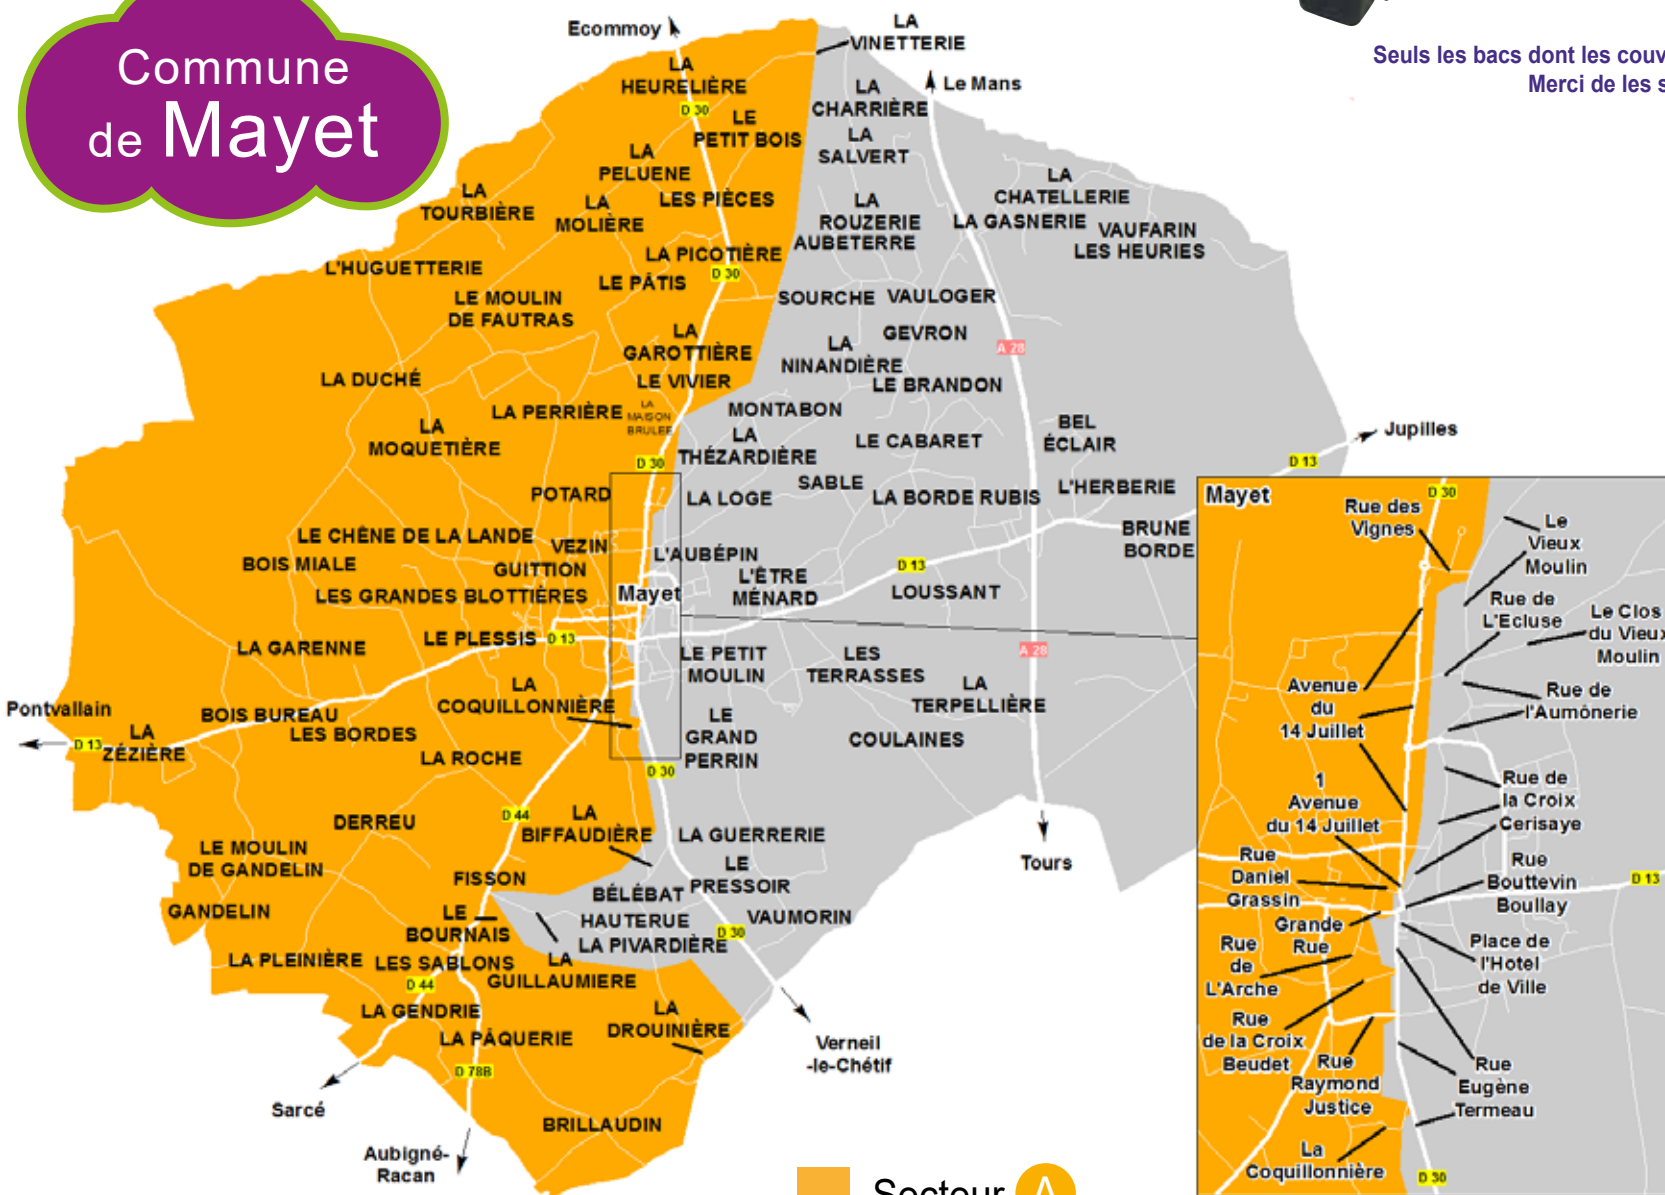 Commune
de Mayet
Seuls les bacs dont les couv
Merci de les s
Ecommoy
LA
VINETTERIE
Le Mans
LA
HEURELIÈRE
D 30
LE
PETIT BOIS
LA
CHARRIÈRE
LA
SALVERT
LA
PELUENE
LES PIÈCES
LA
TOURBIÈRE
LA
MOLIÈRE
LA
ROUZERIE
AUBETERRE
LA
CHATELLERIE
LA GASNERIE
VAUFARIN
LES HEURIES
LA PICOTIÈRE
D 30
L'HUGUETTERIE
LE PÂTIS
LE MOULIN
DE FAUTRAS
SOURCHE
VAULOGER
GEVRON
LA
GAROTTIÈRE
LA
NINANDIÈRE
A 28
LA DUCHÉ
LE VIVIER
LE BRANDON
LA PERRIÈRE
LA
MAISON
BRULEE
MONTABON
LA
MOQUETIÈRE
LA
THÉZARDIÈRE
LE CABARET
BEL
ÉCLAIR
Jupilles
D 13
D 30
POTARD
LA LOGE
SABLE
LA BORDE RUBIS
L'HERBERIE
BRUNE
BORDE
LE CHÊNE DE LA LANDE
BOIS MIALE
VEZIN
GUITTION
L'AUBÉPIN
L'ÊTRE
MÉNARD
D 13
LOUSSANT
LES GRANDES BLOTTIÈRES
Mayet
LA GARENNE
LE PLESSIS
D 13
LE PETIT
MOULIN
LES
TERRASSES
A 28
LA
TERPELLIÈRE
LA
COQUILLONNIÈRE
Pontvallain
D 13
LA
ZÉZIÈRE
BOIS BUREAU
LES BORDES
LA ROCHE
LE
GRAND
PERRIN
COULAINES
D 30
D 44
DERREU
LA
BIFFAUDIÈRE
LA GUERRERIE
Tours
LE MOULIN
DE GANDELIN
FISSON
LE
PRESSOIR
BÉLÉBAT
GANDELIN
LE
BOURNAIS
HAUTERUE
VAUMORIN
D 30
LA PIVARDIÈRE
LA PLEINIÈRE
LES SABLONS
LA
GUILLAUMIERE
D 44
LA GENDRIE
LA PÂQUERIE
LA
DROUINIÈRE
Verneil
-le-Chétif
D 78B
Sarcé
BRILLAUDIN
Aubigné-
Racan
Secteur A
Mayet
D 30
Rue des
Vignes
Le
Vieux
Moulin
Rue de
L'Ecluse
Le Clos
du Vieux
Moulin
Avenue
du
14 Juillet
Rue de
l'Aumônerie
1
Avenue
du 14 Juillet
Rue de
la Croix
Cerisaye
Rue
Daniel
Grassin
Rue
Bouttevin
Boullay
D 13
Grande
Rue
Rue
de
L'Arche
Place de
l'Hotel
de Ville
Rue
de la Croix
Beudet
Rue
Raymond
Justice
Rue
Eugène
Termeau
La
Coquillonnière
D 30